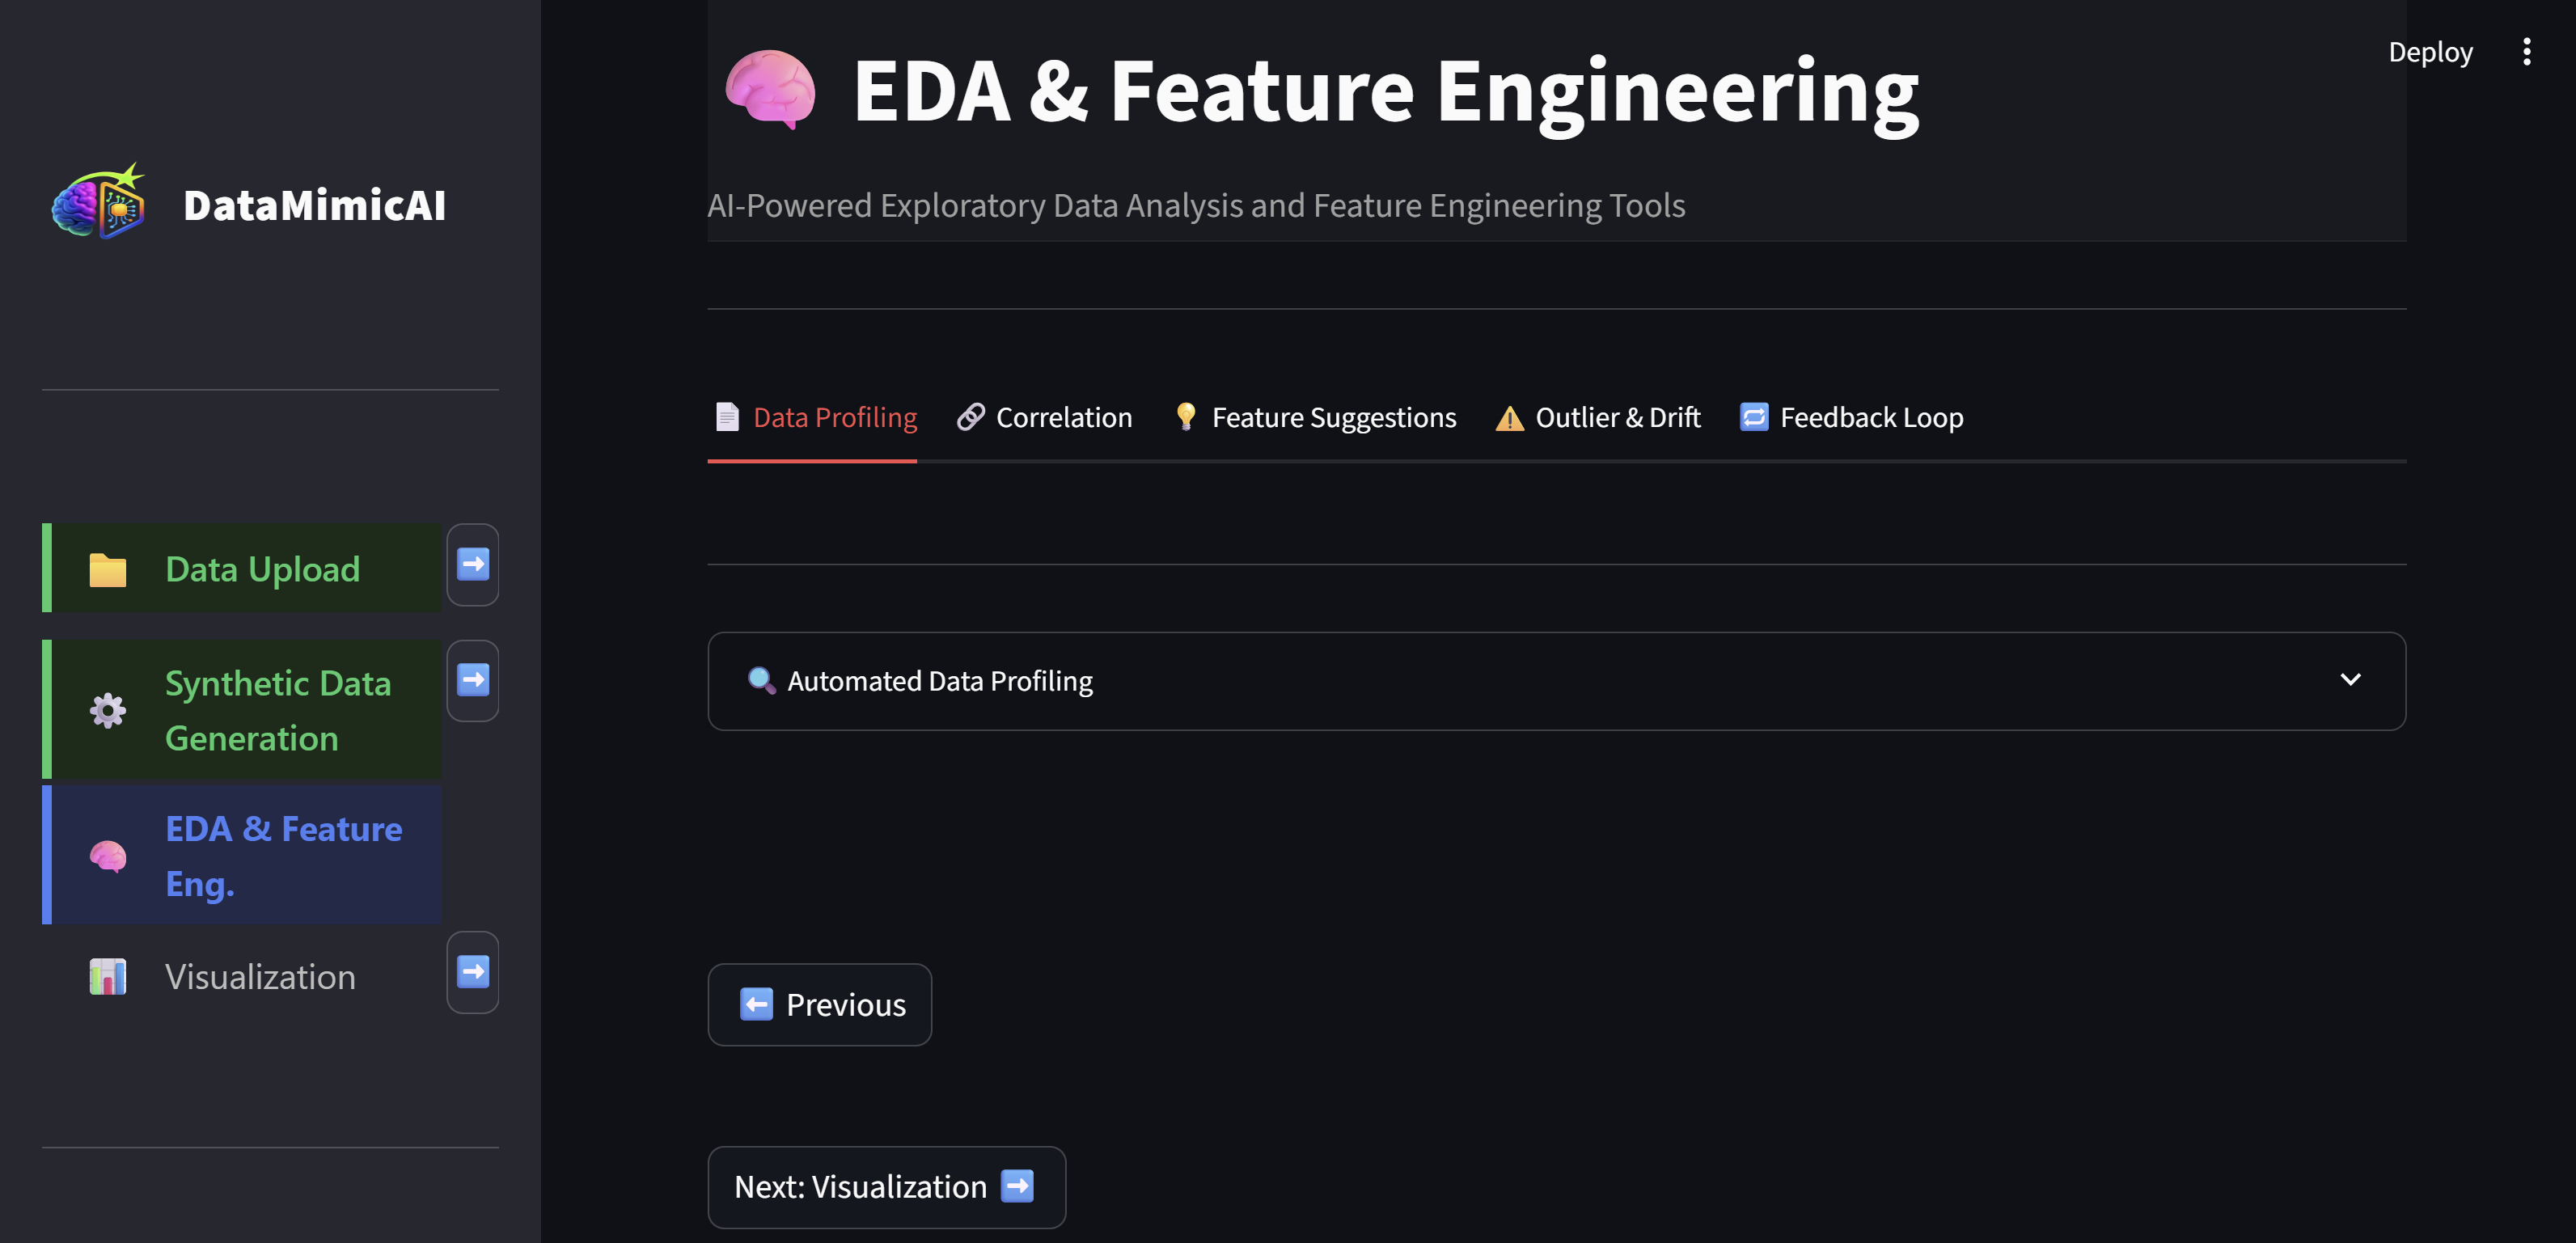 DataMimicAI
Data Upload
Synthetic Data
Generation
EDA & Feature
Eng.
Visualization
Deploy
EDA & Feature Engineering
AI-Powered Exploratory Data Analysis and Feature Engineering Tools
Data Profiling
Correlation
Feature Suggestions
Outlier & Drift
Feedback Loop
Automated Data Profiling
Previous
Next: Visualization